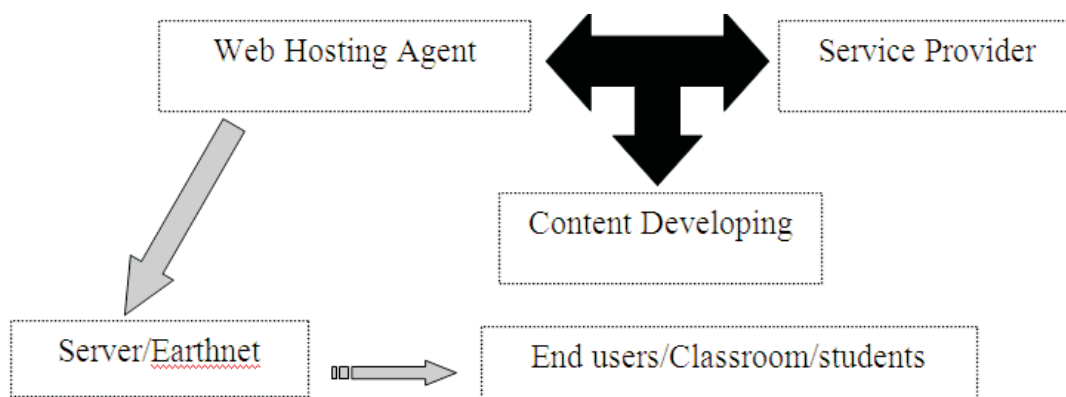 Web Hosting Agent
Service Provider
Content Developing
Server/Earthnet
End users/Classroom/students